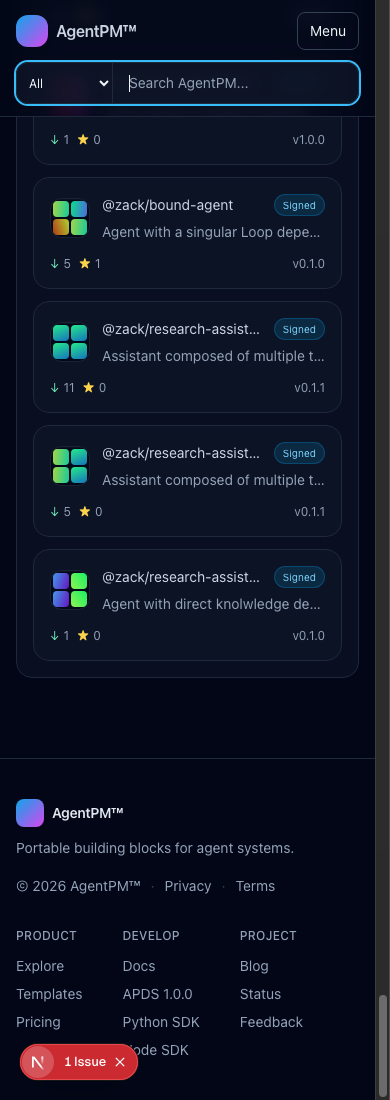 AgentPM™
Menu
All
Search AgentPM...
↓ 1 ⭐ 0 v1.0.0
@zack/bound-agent Signed
Agent with a singular Loop depe...
↓ 5 ⭐ 1 v0.1.0
@zack/research-assist... Signed
Assistant composed of multiple t...
↓ 11 ⭐ 0 v0.1.1
@zack/research-assist... Signed
Assistant composed of multiple t...
↓ 5 ⭐ 0 v0.1.1
@zack/research-assist... Signed
Agent with direct knolwledge de...
↓ 1 ⭐ 0 v0.1.0
AgentPM™
Portable building blocks for agent systems.
© 2026 AgentPM™ · Privacy · Terms
PRODUCT DEVELOP PROJECT
Explore Docs Blog
Templates APDS 1.0.0 Status
Pricing Python SDK Feedback
SDK
N 1 Issue ×